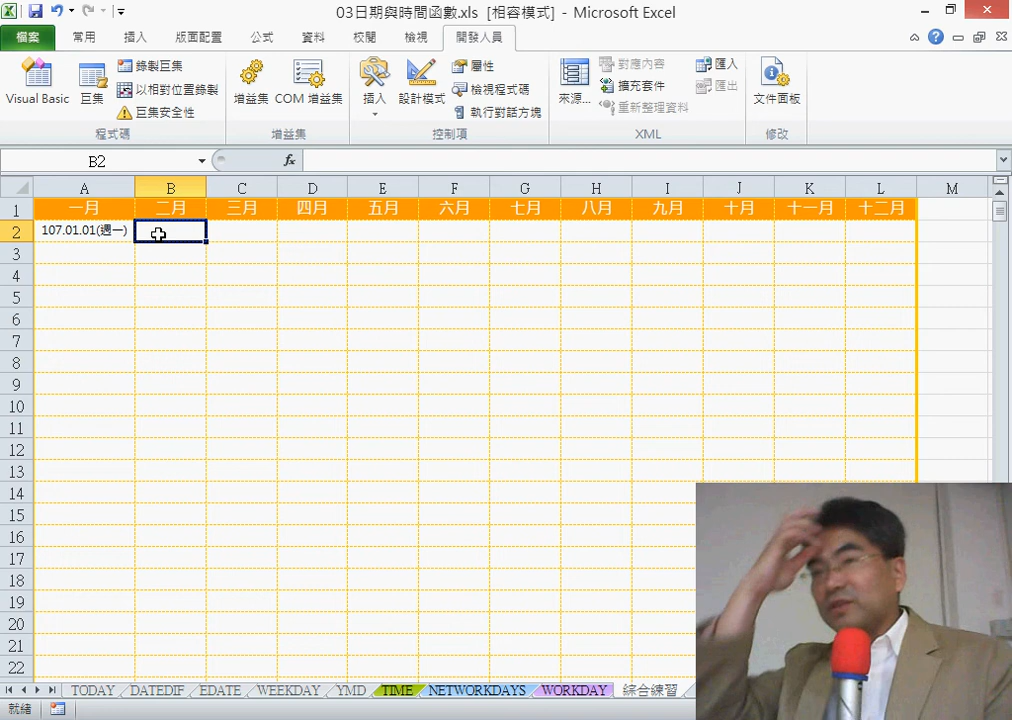 03日期與時間函數.xls [相容模式] - Microsoft Excel
檔案 常用 插入 版面配置 公式 資料 校閱 檢視 開發人員
Visual Basic 巨集 錄製巨集 以相對位置錄製 巨集安全性
增益集 COM 增益集
插入 設計模式 屬性 檢視程式碼 執行對話方塊
來源... 對應內容 擴充套件 重新整理資料 匯入 匯出
文件面板
程式碼 增益集 控制項 XML 修改
B2 fx
A B C D E F G H I J K L M
1 一月 二月 三月 四月 五月 六月 七月 八月 九月 十月 十一月 十二月
2 107.01.01(週一)
3
4
5
6
7
8
9
10
11
12
13
14
15
16
17
18
19
20
21
22
TODAY DATEDIF EDATE WEEKDAY YMD TIME NETWORKDAYS WORKDAY 綜合練習
就緒